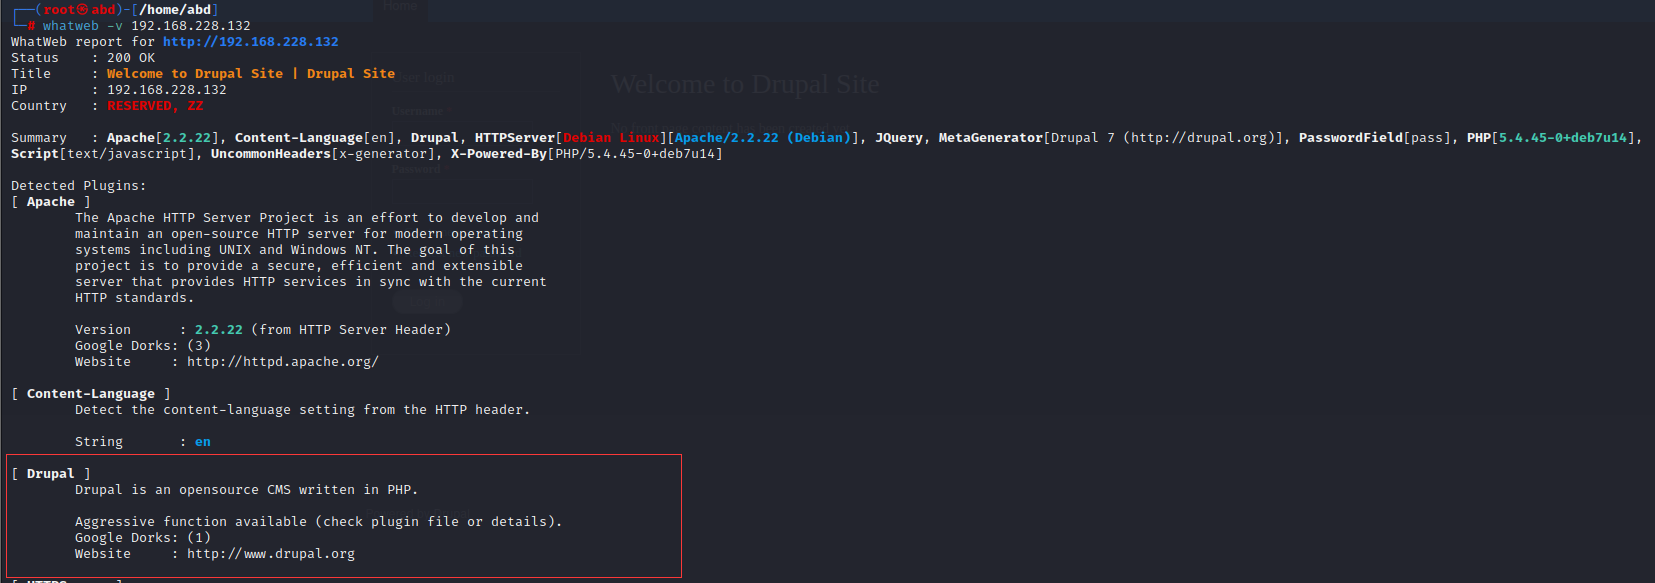 Home
┌──(root㉿abd)-[/home/abd]
└─# whatweb -v 192.168.228.132
WhatWeb report for http://192.168.228.132
Status    : 200 OK
Title     : Welcome to Drupal Site | Drupal Site
IP        : 192.168.228.132
Country   : RESERVED, ZZ
User login
Welcome to Drupal Site
Username
Summary   : Apache[2.2.22], Content-Language[en], Drupal, HTTPServer[Debian Linux][Apache/2.2.22 (Debian)], JQuery, MetaGenerator[Drupal 7 (http://drupal.org)], PasswordField[pass], PHP[5.4.45-0+deb7u14],
Script[text/javascript], UncommonHeaders[x-generator], X-Powered-By[PHP/5.4.45-0+deb7u14]
Password
Detected Plugins:
[ Apache ]
The Apache HTTP Server Project is an effort to develop and
maintain an open-source HTTP server for modern operating
systems including UNIX and Windows NT. The goal of this
project is to provide a secure, efficient and extensible
server that provides HTTP services in sync with the current
HTTP standards.
Version      : 2.2.22 (from HTTP Server Header)
Google Dorks: (3)
Website     : http://httpd.apache.org/
[ Content-Language ]
Detect the content-language setting from the HTTP header.
String       : en
[ Drupal ]
Drupal is an opensource CMS written in PHP.
Aggressive function available (check plugin file or details).
Google Dorks: (1)
Website     : http://www.drupal.org